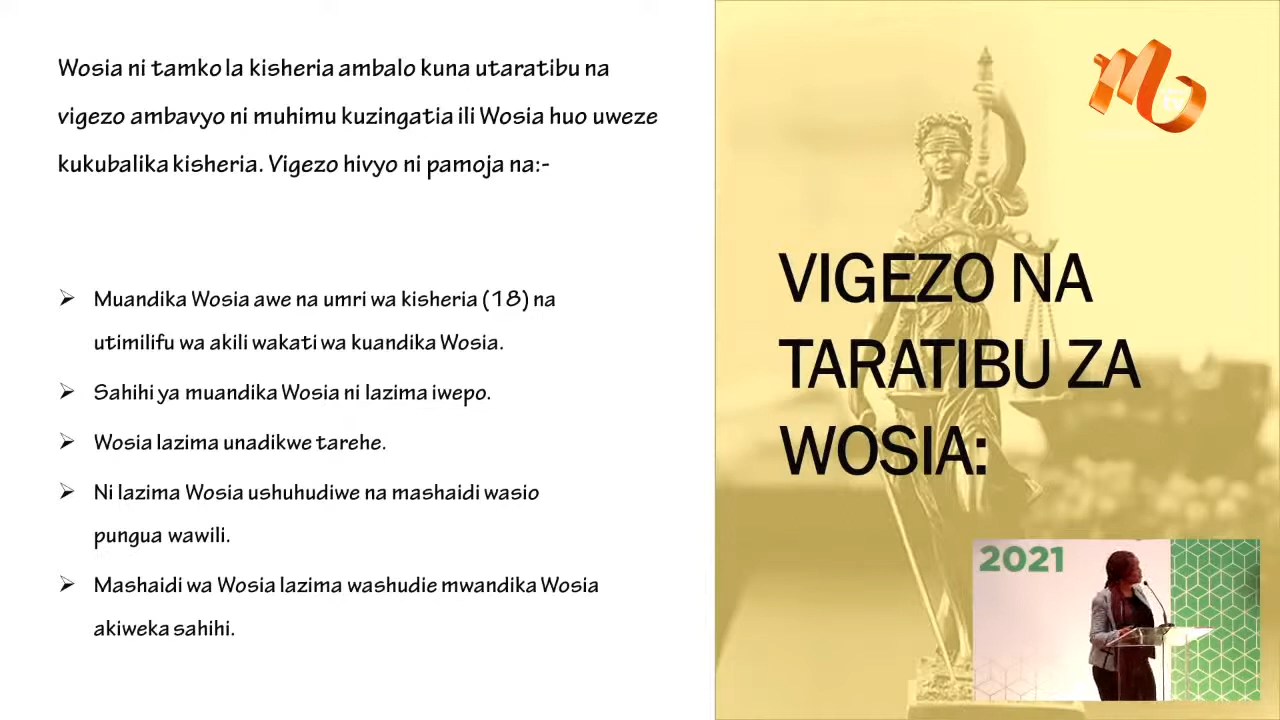 Wosia ni tamko la kisheria ambalo kuna utaratibu na
vigezo ambavyo ni muhimu kuzingatia ili Wosia huo uweze
kukubalika kisheria. Vigezo hivyo ni pamoja na:-
Muandika Wosia awe na umri wa kisheria (18) na
utimilifu wa akili wakati wa kuandika Wosia.
Sahihi ya muandika Wosia ni lazima iwepo.
Wosia lazima unadikwe tarehe.
Ni lazima Wosia ushuhudiwe na mashaidi wasio
pungua wawili.
Mashaidi wa Wosia lazima washudie mwandika Wosia
akiweka sahihi.
VIGEZO NA
TARATIBU ZA
WOSIA:
tv
2021